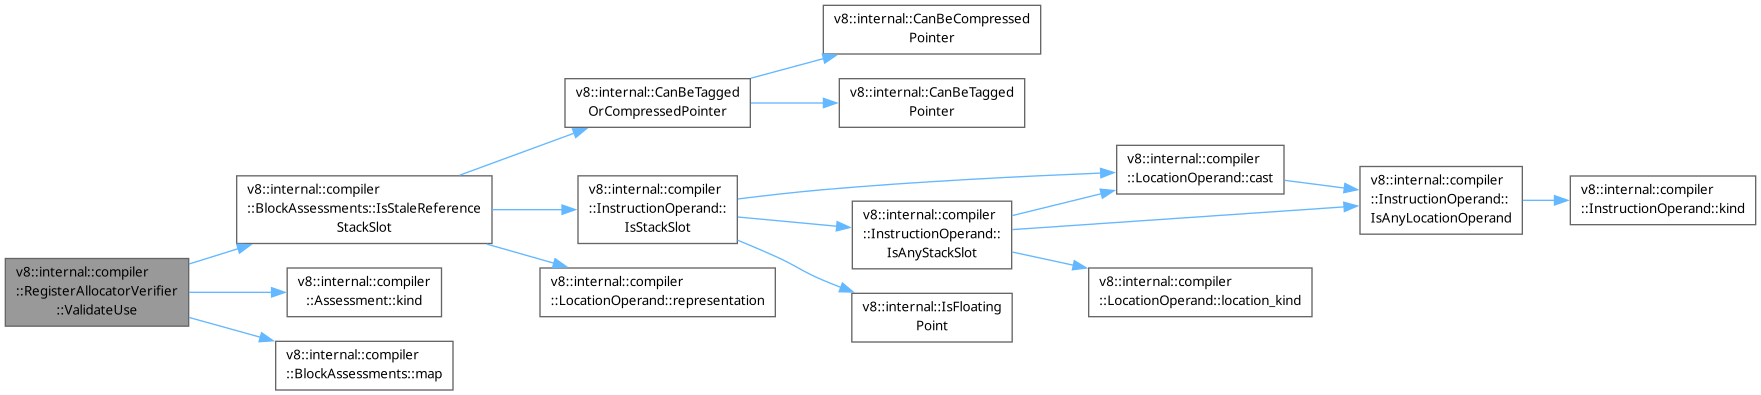 v8::internal::compiler
::RegisterAllocatorVerifier
::ValidateUse
v8::internal::compiler
::BlockAssessments::IsStaleReference
StackSlot
v8::internal::CanBeTagged
OrCompressedPointer
v8::internal::CanBeCompressed
Pointer
v8::internal::CanBeTagged
Pointer
v8::internal::compiler
::InstructionOperand::
IsStackSlot
v8::internal::compiler
::InstructionOperand::
IsAnyStackSlot
v8::internal::compiler
::LocationOperand::cast
v8::internal::compiler
::InstructionOperand::
IsAnyLocationOperand
v8::internal::compiler
::InstructionOperand::kind
v8::internal::compiler
::LocationOperand::location_kind
v8::internal::IsFloating
Point
v8::internal::compiler
::LocationOperand::representation
v8::internal::compiler
::Assessment::kind
v8::internal::compiler
::BlockAssessments::map